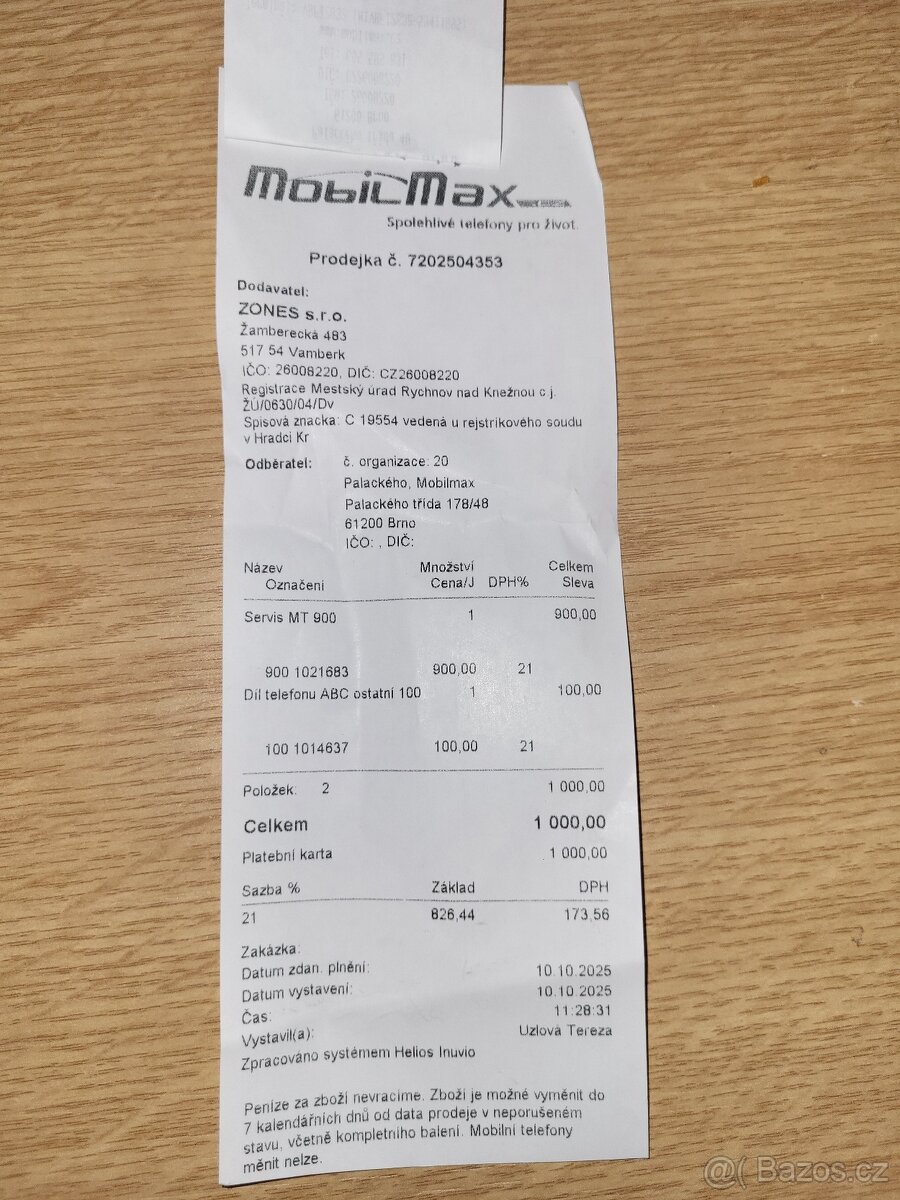 MobilMax
Spolehlivé telefony pro život.
Prodejka č. 7202504353
Dodavatel:
ZONES s.r.o.
Žamberecká 483
517 54 Vamberk
IČO: 26008220, DIČ: CZ26008220
Registrace Mestský úrad Rychnov nad Knežnou c j.
ŽÚ/0630/04/Dv
Spisová značka: C 19554 vedená u rejstrikového soudu
v Hradci Kr
Odběratel: č. organizace: 20
Palackého, Mobilmax
Palackého třída 178/48
61200 Brno
IČO: , DIČ:
Název Množství Celkem
Označení Cena/J DPH% Sleva
Servis MT 900 1 900,00
900 1021683 900,00 21
Díl telefonu ABC ostatní 100 1 100,00
100 1014637 100,00 21
Položek: 2 1 000,00
Celkem 1 000,00
Platební karta 1 000,00
Sazba % Základ DPH
21 826,44 173,56
Zakázka:
Datum zdan. plnění: 10.10.2025
Datum vystavení: 10.10.2025
Čas: 11:28:31
Vystavil(a): Uzlová Tereza
Zpracováno systémem Helios Inuvio
Peníze za zboží nevracíme. Zboží je možné vyměnit do
7 kalendářních dnů od data prodeje v neporušeném
stavu, včetně kompletního balení. Mobilní telefony
měnit nelze.
@( Bazos.cz